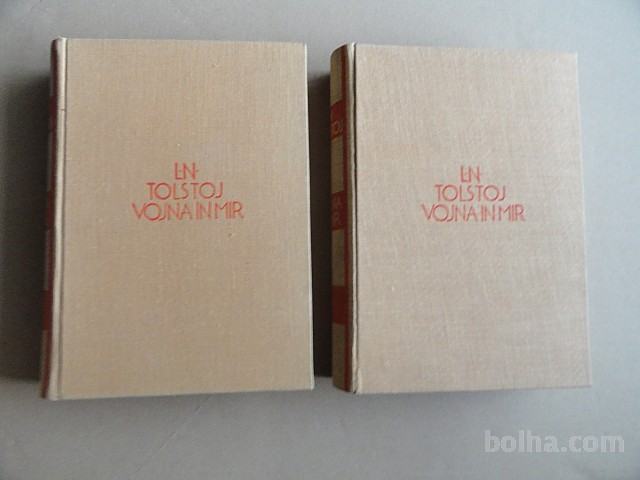 L·N·
TOLSTOJ
VOJNA IN MIR
L·N·
TOLSTOJ
VOJNA IN MIR
bolha.com